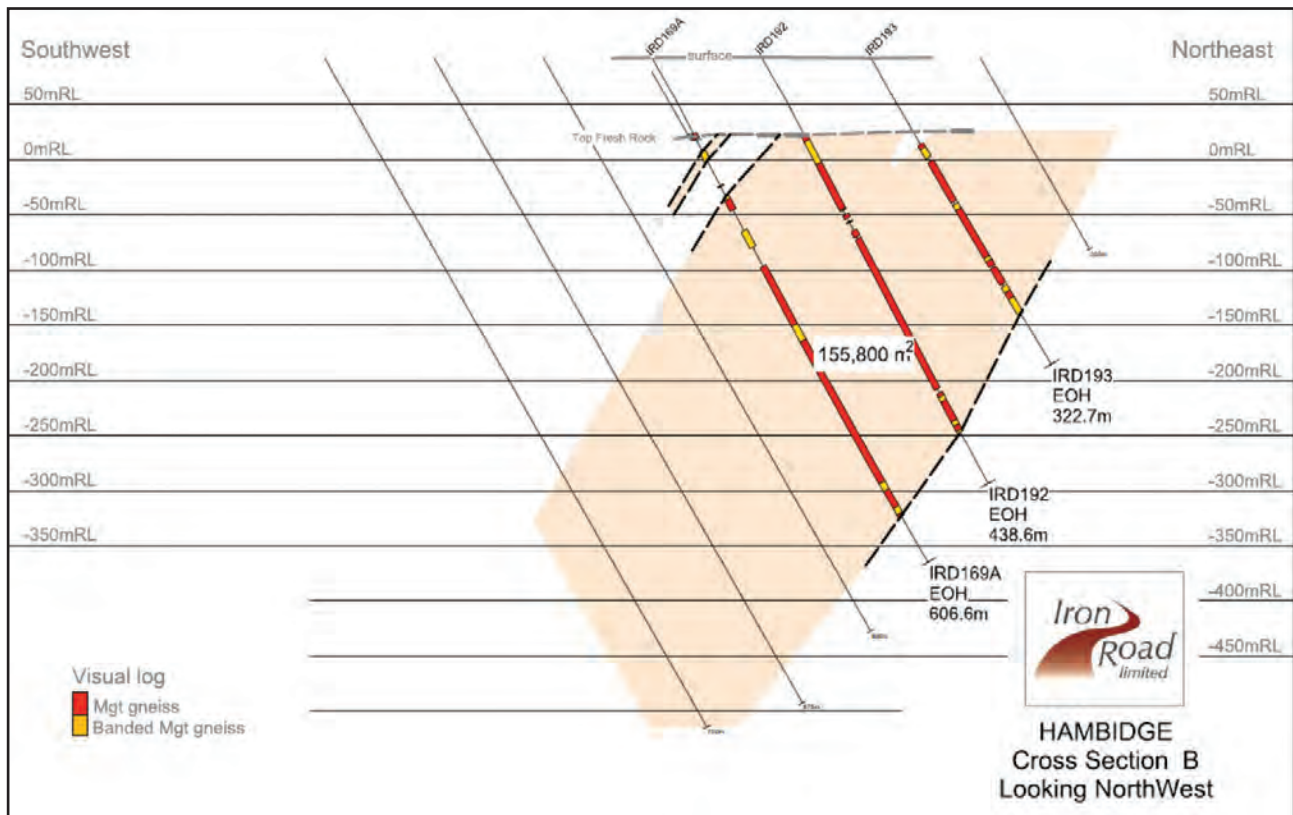 IRD169A
IRD192
IRD193
Southwest
surface
Northeast
50mRL
50mRL
Top Fresh Rock
0mRL
0mRL
-50mRL
-50mRL
-100mRL
-100mRL
-150mRL
-150mRL
155,800 m2
-200mRL
-200mRL
IRD193
EOH
322.7m
-250mRL
-250mRL
-300mRL
-300mRL
IRD192
EOH
438.6m
-350mRL
-350mRL
IRD169A
EOH
606.6m
-400mRL
-450mRL
Iron
Road
limited
Visual log
Mgt gneiss
Banded Mgt gneiss
HAMBIDGE
Cross Section B
Looking NorthWest